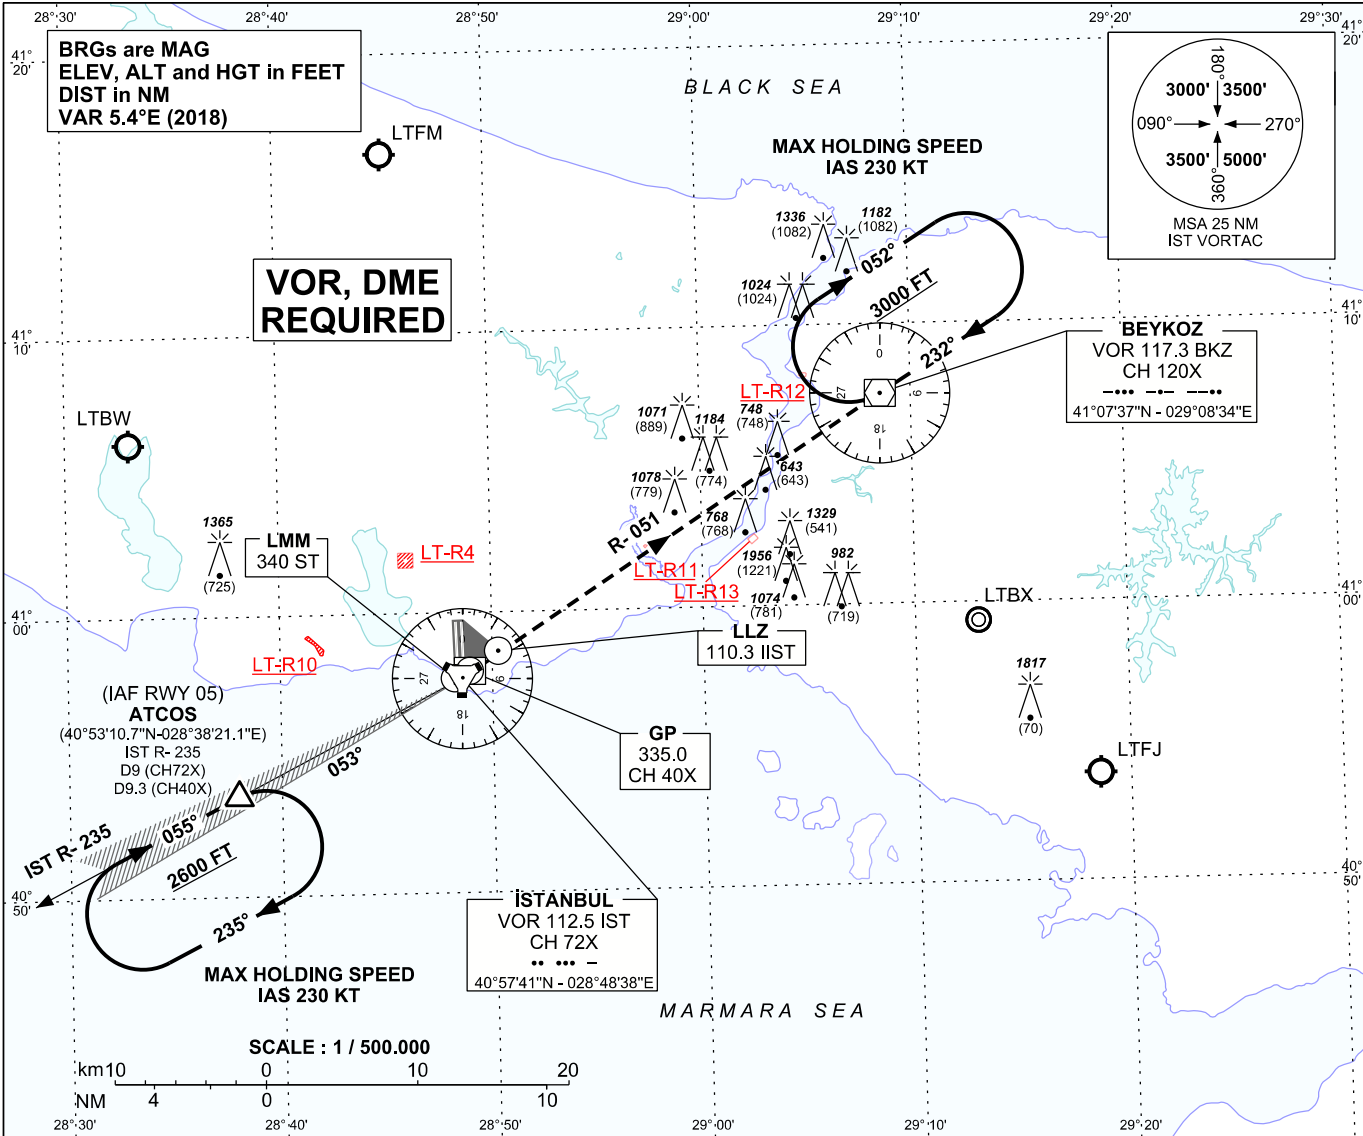 28°30'
28°40'
28°50'
29°00'
29°10'
29°20'
29°30'
41°
20'
41°
20'
BRGs are MAG
ELEV, ALT and HGT in FEET
DIST in NM
VAR 5.4°E (2018)
BLACK SEA
180°
3000' 3500'
090° 270°
3500' 5000'
360°
MSA 25 NM
IST VORTAC
LTFM
MAX HOLDING SPEED
IAS 230 KT
1336
(1082)
1182
(1082)
052°
3000 FT
1024
(1024)
VOR, DME
REQUIRED
41°
10'
41°
10'
232°
BEYKOZ
VOR 117.3 BKZ
CH 120X
41°07'37"N - 029°08'34"E
0
9
18
27
LT-R12
LTBW
1071
(889)
1184
(774)
748
(748)
1078
(779)
643
(643)
768
(768)
1329
(541)
1365
(725)
LMM
340 ST
LT-R4
R- 051
LT-R11
LT-R13
1956
(1221)
1074
(781)
982
(719)
LTBX
41°
00'
41°
00'
LT-R10
LLZ
110.3 IIST
27
9
18
1817
(70)
(IAF RWY 05)
ATCOS
(40°53'10.7"N-028°38'21.1"E)
IST R- 235
D9 (CH72X)
D9.3 (CH40X)
053°
GP
335.0
CH 40X
LTFJ
IST R- 235
055°
2600 FT
235°
40°
50'
40°
50'
İSTANBUL
VOR 112.5 IST
CH 72X
40°57'41"N - 028°48'38"E
MAX HOLDING SPEED
IAS 230 KT
MARMARA SEA
SCALE : 1 / 500.000
km10 0 10 20
NM 4 0 10
28°30'
28°40'
28°50'
29°00'
29°10'
29°20'